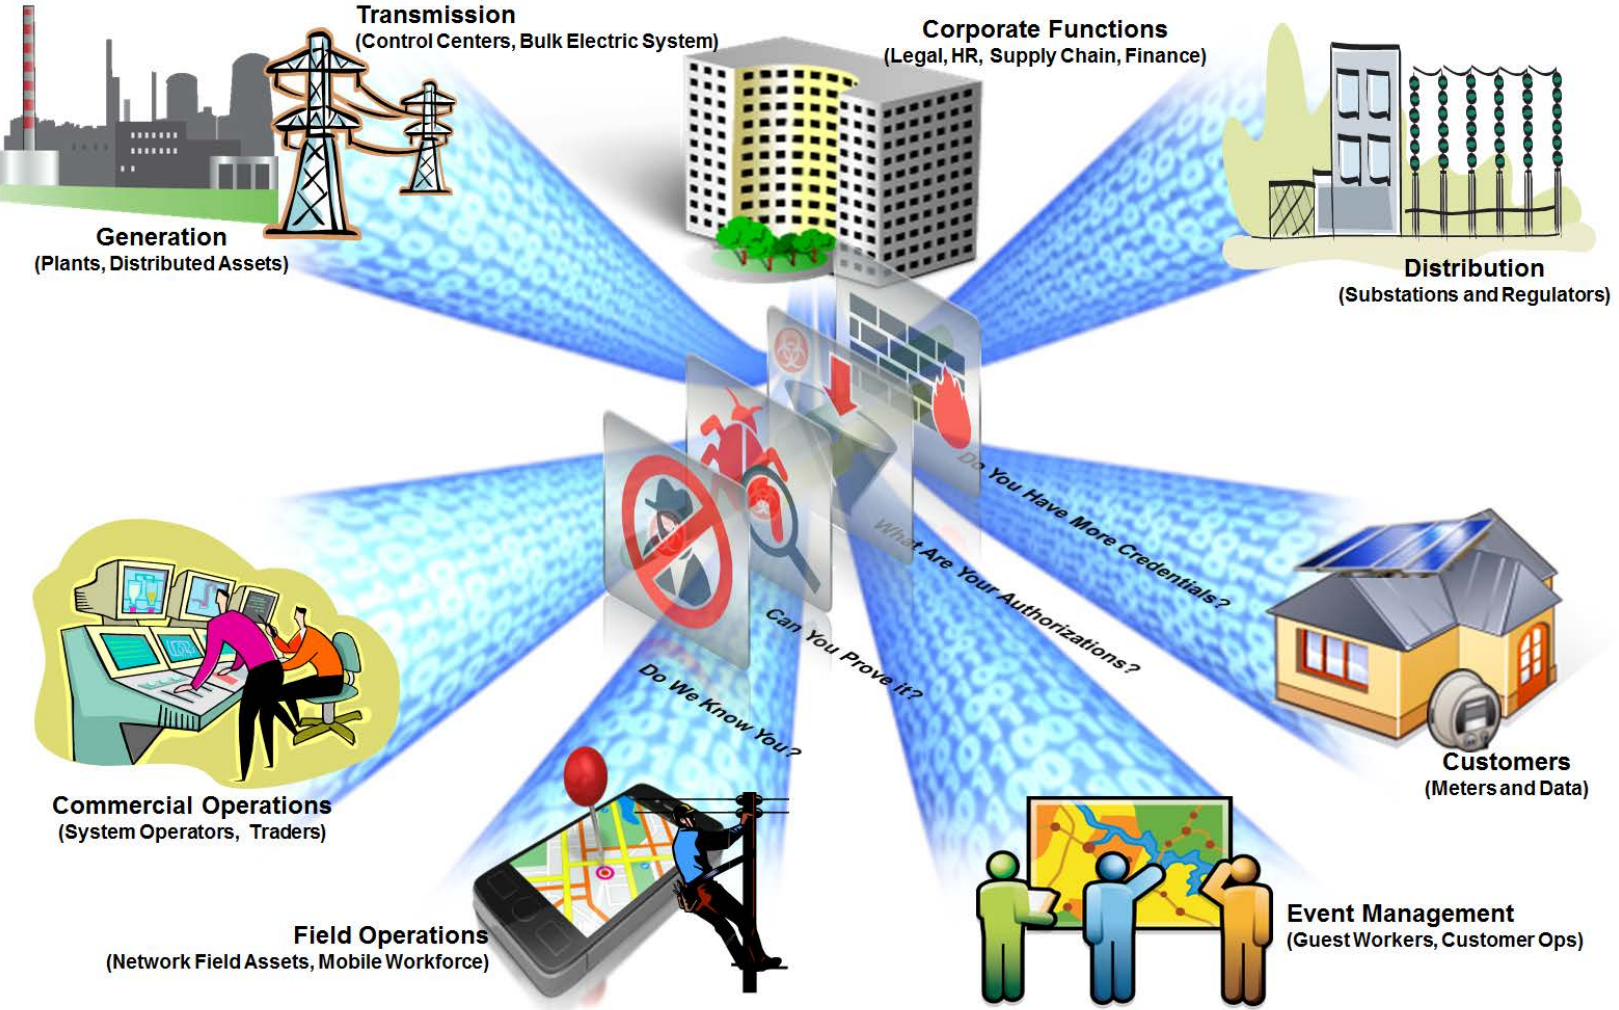 Transmission
(Control Centers, Bulk Electric System)
Corporate Functions
(Legal, HR, Supply Chain, Finance)
Generation
(Plants, Distributed Assets)
Distribution
(Substations and Regulators)
Do You Have More Credentials?
What Are Your Authorizations?
Can You Prove it?
Do We Know You?
Customers
(Meters and Data)
Commercial Operations
(System Operators, Traders)
Field Operations
(Network Field Assets, Mobile Workforce)
Event Management
(Guest Workers, Customer Ops)